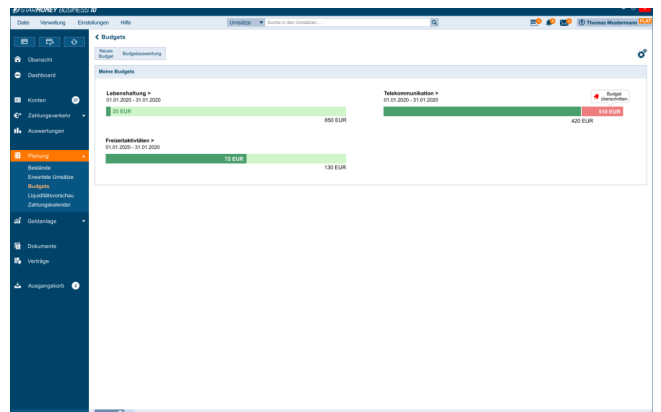 STARMONEY BUSINESS 10
Datei Verwaltung Einstellungen Hilfe Umsätze Suche in den Umsätzen... Thomas Mustermann FLAT
Budgets
Neues Budget
Budgetauswertung
Übersicht
Dashboard
Konten
Zahlungsverkehr
Auswertungen
Planung
Bestände
Erwartete Umsätze
Budgets
Liquiditätsvorschau
Zahlungskalender
Geldanlage
Dokumente
Verträge
Ausgangskorb
Meine Budgets
Lebenshaltung >
01.01.2020 - 31.01.2020
25 EUR
850 EUR
Telekommunikation >
01.01.2020 - 31.01.2020
Budget
überschritten
420 EUR
Freizeitaktivtäten >
01.01.2020 - 31.01.2020
72 EUR
130 EUR